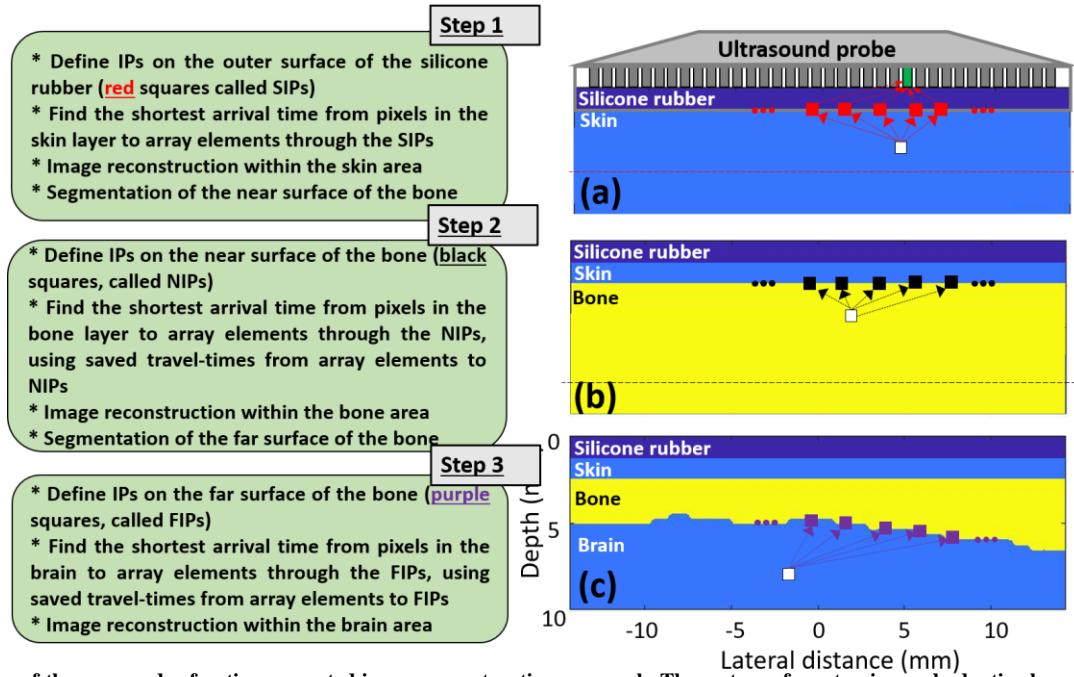 Step 1
* Define IPs on the outer surface of the silicone
rubber (red squares called SIPs)
* Find the shortest arrival time from pixels in the
skin layer to array elements through the SIPs
* Image reconstruction within the skin area
* Segmentation of the near surface of the bone
Step 2
* Define IPs on the near surface of the bone (black
squares, called NIPs)
* Find the shortest arrival time from pixels in the
bone layer to array elements through the NIPs,
using saved travel-times from array elements to
NIPs
* Image reconstruction within the bone area
* Segmentation of the far surface of the bone
Step 3
* Define IPs on the far surface of the bone (purple
squares, called FIPs)
* Find the shortest arrival time from pixels in the
brain to array elements through the FIPs, using
saved travel-times from array elements to FIPs
* Image reconstruction within the brain area
Ultrasound probe
Silicone rubber
Skin
(a)
Silicone rubber
Skin
Bone
(b)
0
Silicone rubber
Skin
Bone
5
Brain
(c)
10
Depth
-10 -5 0 5 10
Lateral distance (mm)